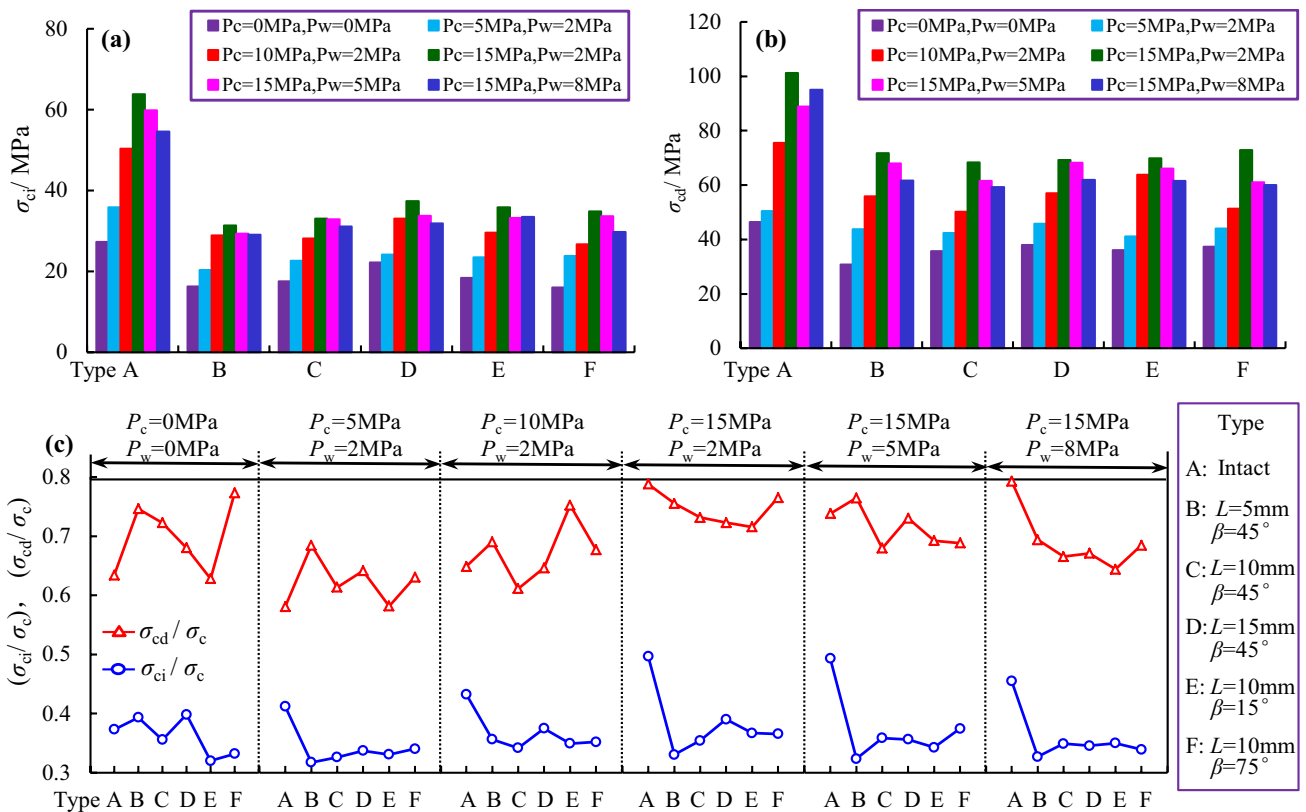 (a)
Pc=0MPa,Pw=0MPa Pc=5MPa,Pw=2MPa
Pc=10MPa,Pw=2MPa Pc=15MPa,Pw=2MPa
Pc=15MPa,Pw=5MPa Pc=15MPa,Pw=8MPa
σci/ MPa
80
60
40
20
0
Type A B C D E F
(b)
Pc=0MPa,Pw=0MPa Pc=5MPa,Pw=2MPa
Pc=10MPa,Pw=2MPa Pc=15MPa,Pw=2MPa
Pc=15MPa,Pw=5MPa Pc=15MPa,Pw=8MPa
σcd/ MPa
120
100
80
60
40
20
0
Type A B C D E F
(c)
Pc=0MPa Pc=5MPa Pc=10MPa Pc=15MPa Pc=15MPa Pc=15MPa
Pw=0MPa Pw=2MPa Pw=2MPa Pw=2MPa Pw=5MPa Pw=8MPa
(σci/σc), (σcd/σc)
0.8
0.7
0.6
0.5
0.4
0.3
σcd / σc
σci / σc
Type A B C D E F A B C D E F A B C D E F A B C D E F A B C D E F A B C D E F
Type
A: Intact
B: L=5mm
β=45°
C: L=10mm
β=45°
D: L=15mm
β=45°
E: L=10mm
β=15°
F: L=10mm
β=75°